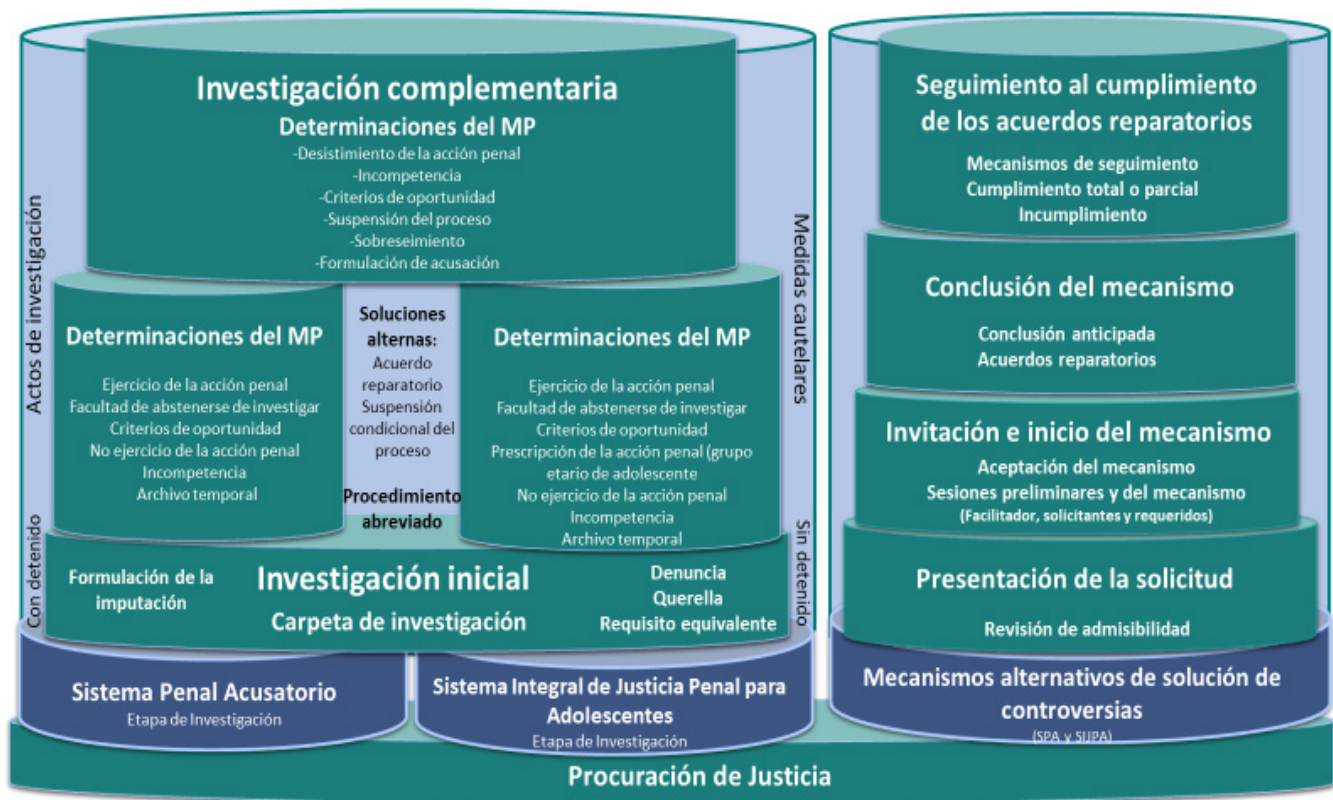 Investigación complementaria
Determinaciones del MP
-Desistimiento de la acción penal
-Incompetencia
-Criterios de oportunidad
-Suspensión del proceso
-Sobreseimiento
-Formulación de acusación
Actos de investigación
Medidas cautelares
Determinaciones del MP
Ejercicio de la acción penal
Facultad de abstenerse de investigar
Criterios de oportunidad
No ejercicio de la acción penal
Incompetencia
Archivo temporal
Soluciones
alternas:
Acuerdo
reparatorio
Suspensión
condicional del
proceso
Procedimiento
abreviado
Determinaciones del MP
Ejercicio de la acción penal
Facultad de abstenerse de investigar
Criterios de oportunidad
Prescripción de la acción penal (grupo
etario de adolescente
No ejercicio de la acción penal
Incompetencia
Archivo temporal
Con detenido
Sin detenido
Formulación de la
imputación
Investigación inicial
Carpeta de investigación
Denuncia
Querella
Requisito equivalente
Sistema Penal Acusatorio
Etapa de Investigación
Sistema Integral de Justicia Penal para
Adolescentes
Etapa de Investigación
Seguimiento al cumplimiento
de los acuerdos reparatorios
Mecanismos de seguimiento
Cumplimiento total o parcial
Incumplimiento
Conclusión del mecanismo
Conclusión anticipada
Acuerdos reparatorios
Invitación e inicio del mecanismo
Aceptación del mecanismo
Sesiones preliminares y del mecanismo
(Facilitador, solicitantes y requeridos)
Presentación de la solicitud
Revisión de admisibilidad
Mecanismos alternativos de solución de
controversias
(SPA y SIJPA)
Procuración de Justicia